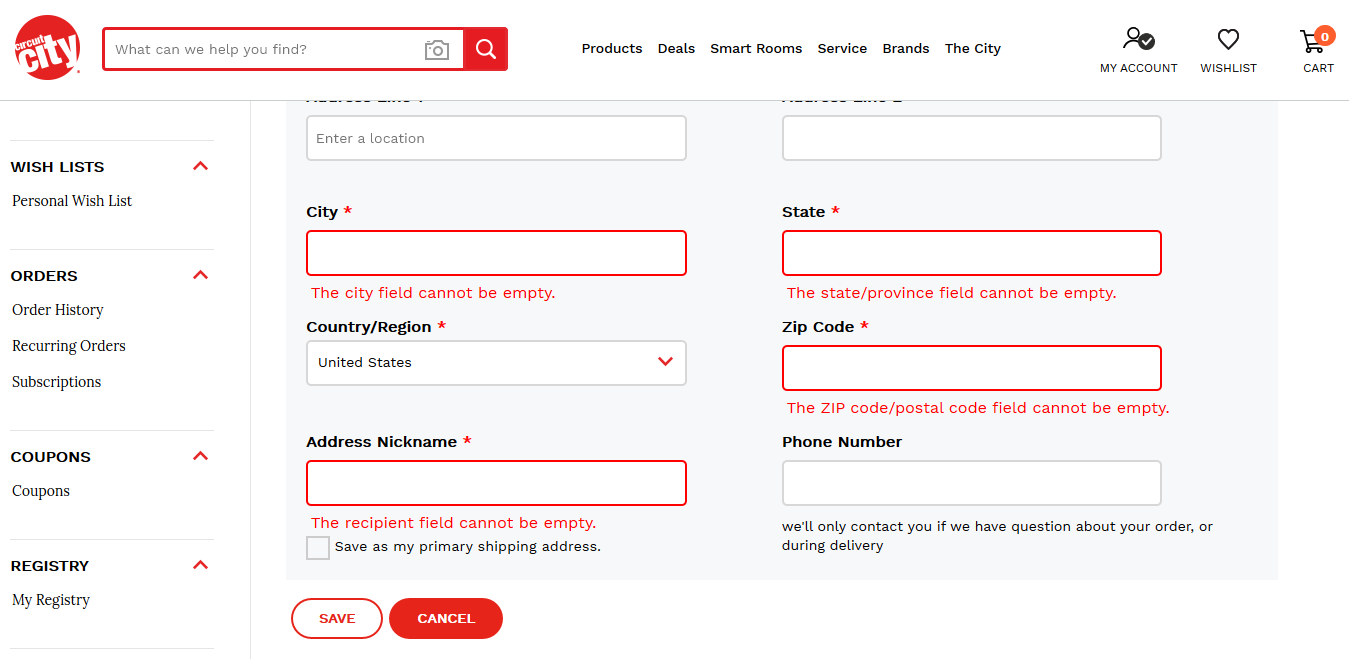 circuit city
What can we help you find?
Products Deals Smart Rooms Service Brands The City
MY ACCOUNT
WISHLIST
0
CART
WISH LISTS
Personal Wish List
ORDERS
Order History
Recurring Orders
Subscriptions
COUPONS
Coupons
REGISTRY
My Registry
Enter a location
City *
State *
The city field cannot be empty.
The state/province field cannot be empty.
Country/Region *
Zip Code *
United States
The ZIP code/postal code field cannot be empty.
Address Nickname *
Phone Number
The recipient field cannot be empty.
Save as my primary shipping address.
we'll only contact you if we have question about your order, or
during delivery
SAVE
CANCEL